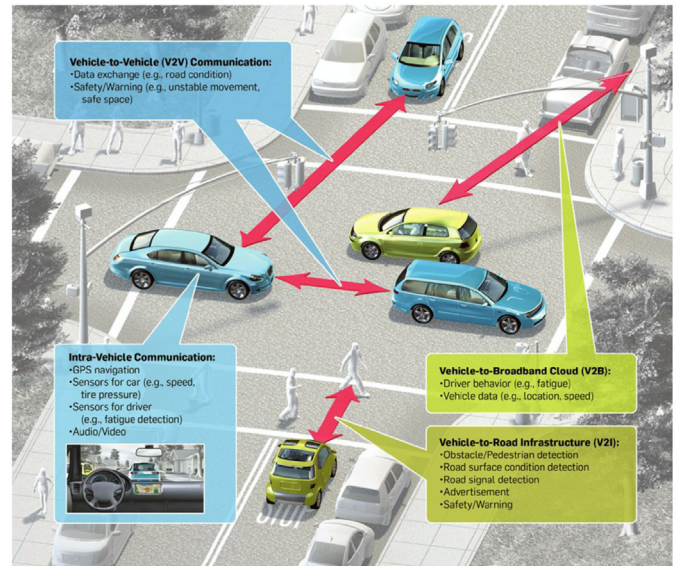 Vehicle-to-Vehicle (V2V) Communication:
•Data exchange (e.g., road condition)
•Safety/Warning (e.g., unstable movement,
safe space)
Intra-Vehicle Communication:
•GPS navigation
•Sensors for car (e.g., speed,
tire pressure)
•Sensors for driver
(e.g., fatigue detection)
•Audio/Video
Vehicle-to-Broadband Cloud (V2B):
•Driver behavior (e.g., fatigue)
•Vehicle data (e.g., location, speed)
Vehicle-to-Road Infrastructure (V2I):
•Obstacle/Pedestrian detection
•Road surface condition detection
•Road signal detection
•Advertisement
•Safety/Warning
STOP